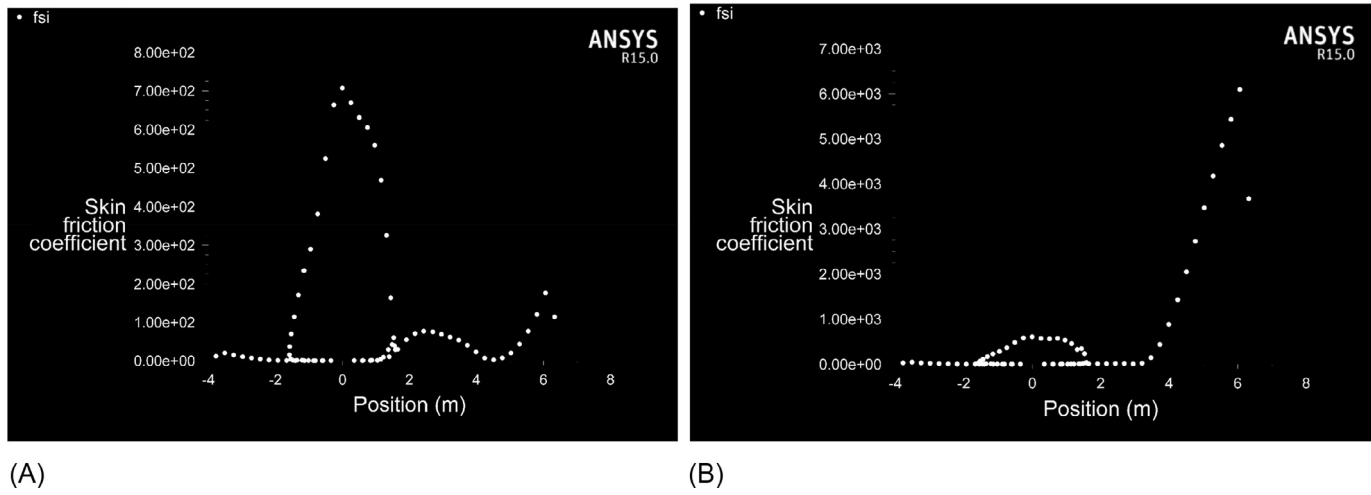 fsi
ANSYS
R15.0
8.00e+02
7.00e+02
6.00e+02
5.00e+02
4.00e+02
3.00e+02
2.00e+02
1.00e+02
0.00e+00
Skin
friction
coefficient
-4 -2 0 2 4 6 8
Position (m)
(A)
fsi
ANSYS
R15.0
7.00e+03
6.00e+03
5.00e+03
4.00e+03
3.00e+03
2.00e+03
1.00e+03
0.00e+00
Skin
friction
coefficient
-4 -2 0 2 4 6 8
Position (m)
(B)